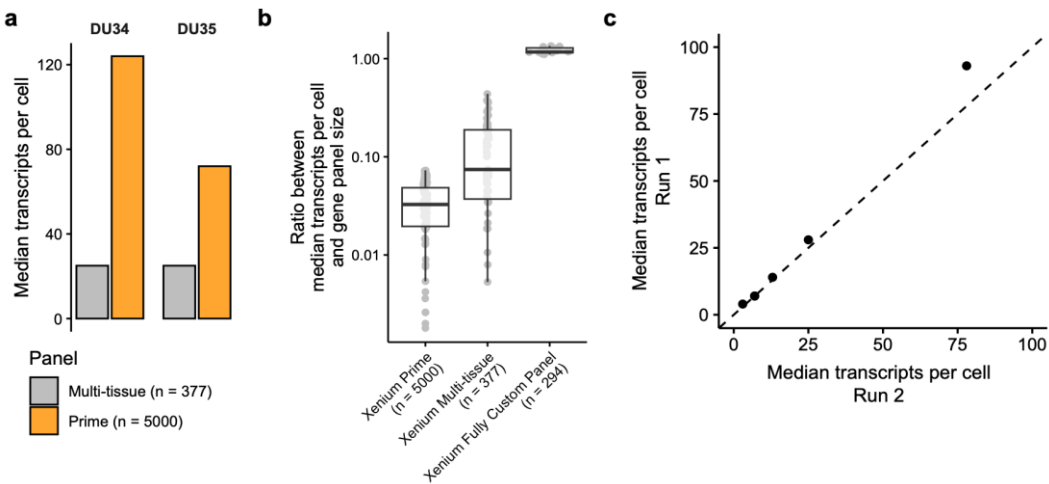 a
DU34
DU35
Median transcripts per cell
120
80
40
0
Panel
Multi-tissue (n = 377)
Prime (n = 5000)
b
Ratio between
median transcripts per cell
and gene panel size
1.00
0.10
0.01
Xenium Prime
(n = 5000)
Xenium Multi-tissue
(n = 377)
Xenium Fully Custom Panel
(n = 294)
c
Median transcripts per cell
Run 1
100
75
50
25
0
0
25
50
75
100
Median transcripts per cell
Run 2